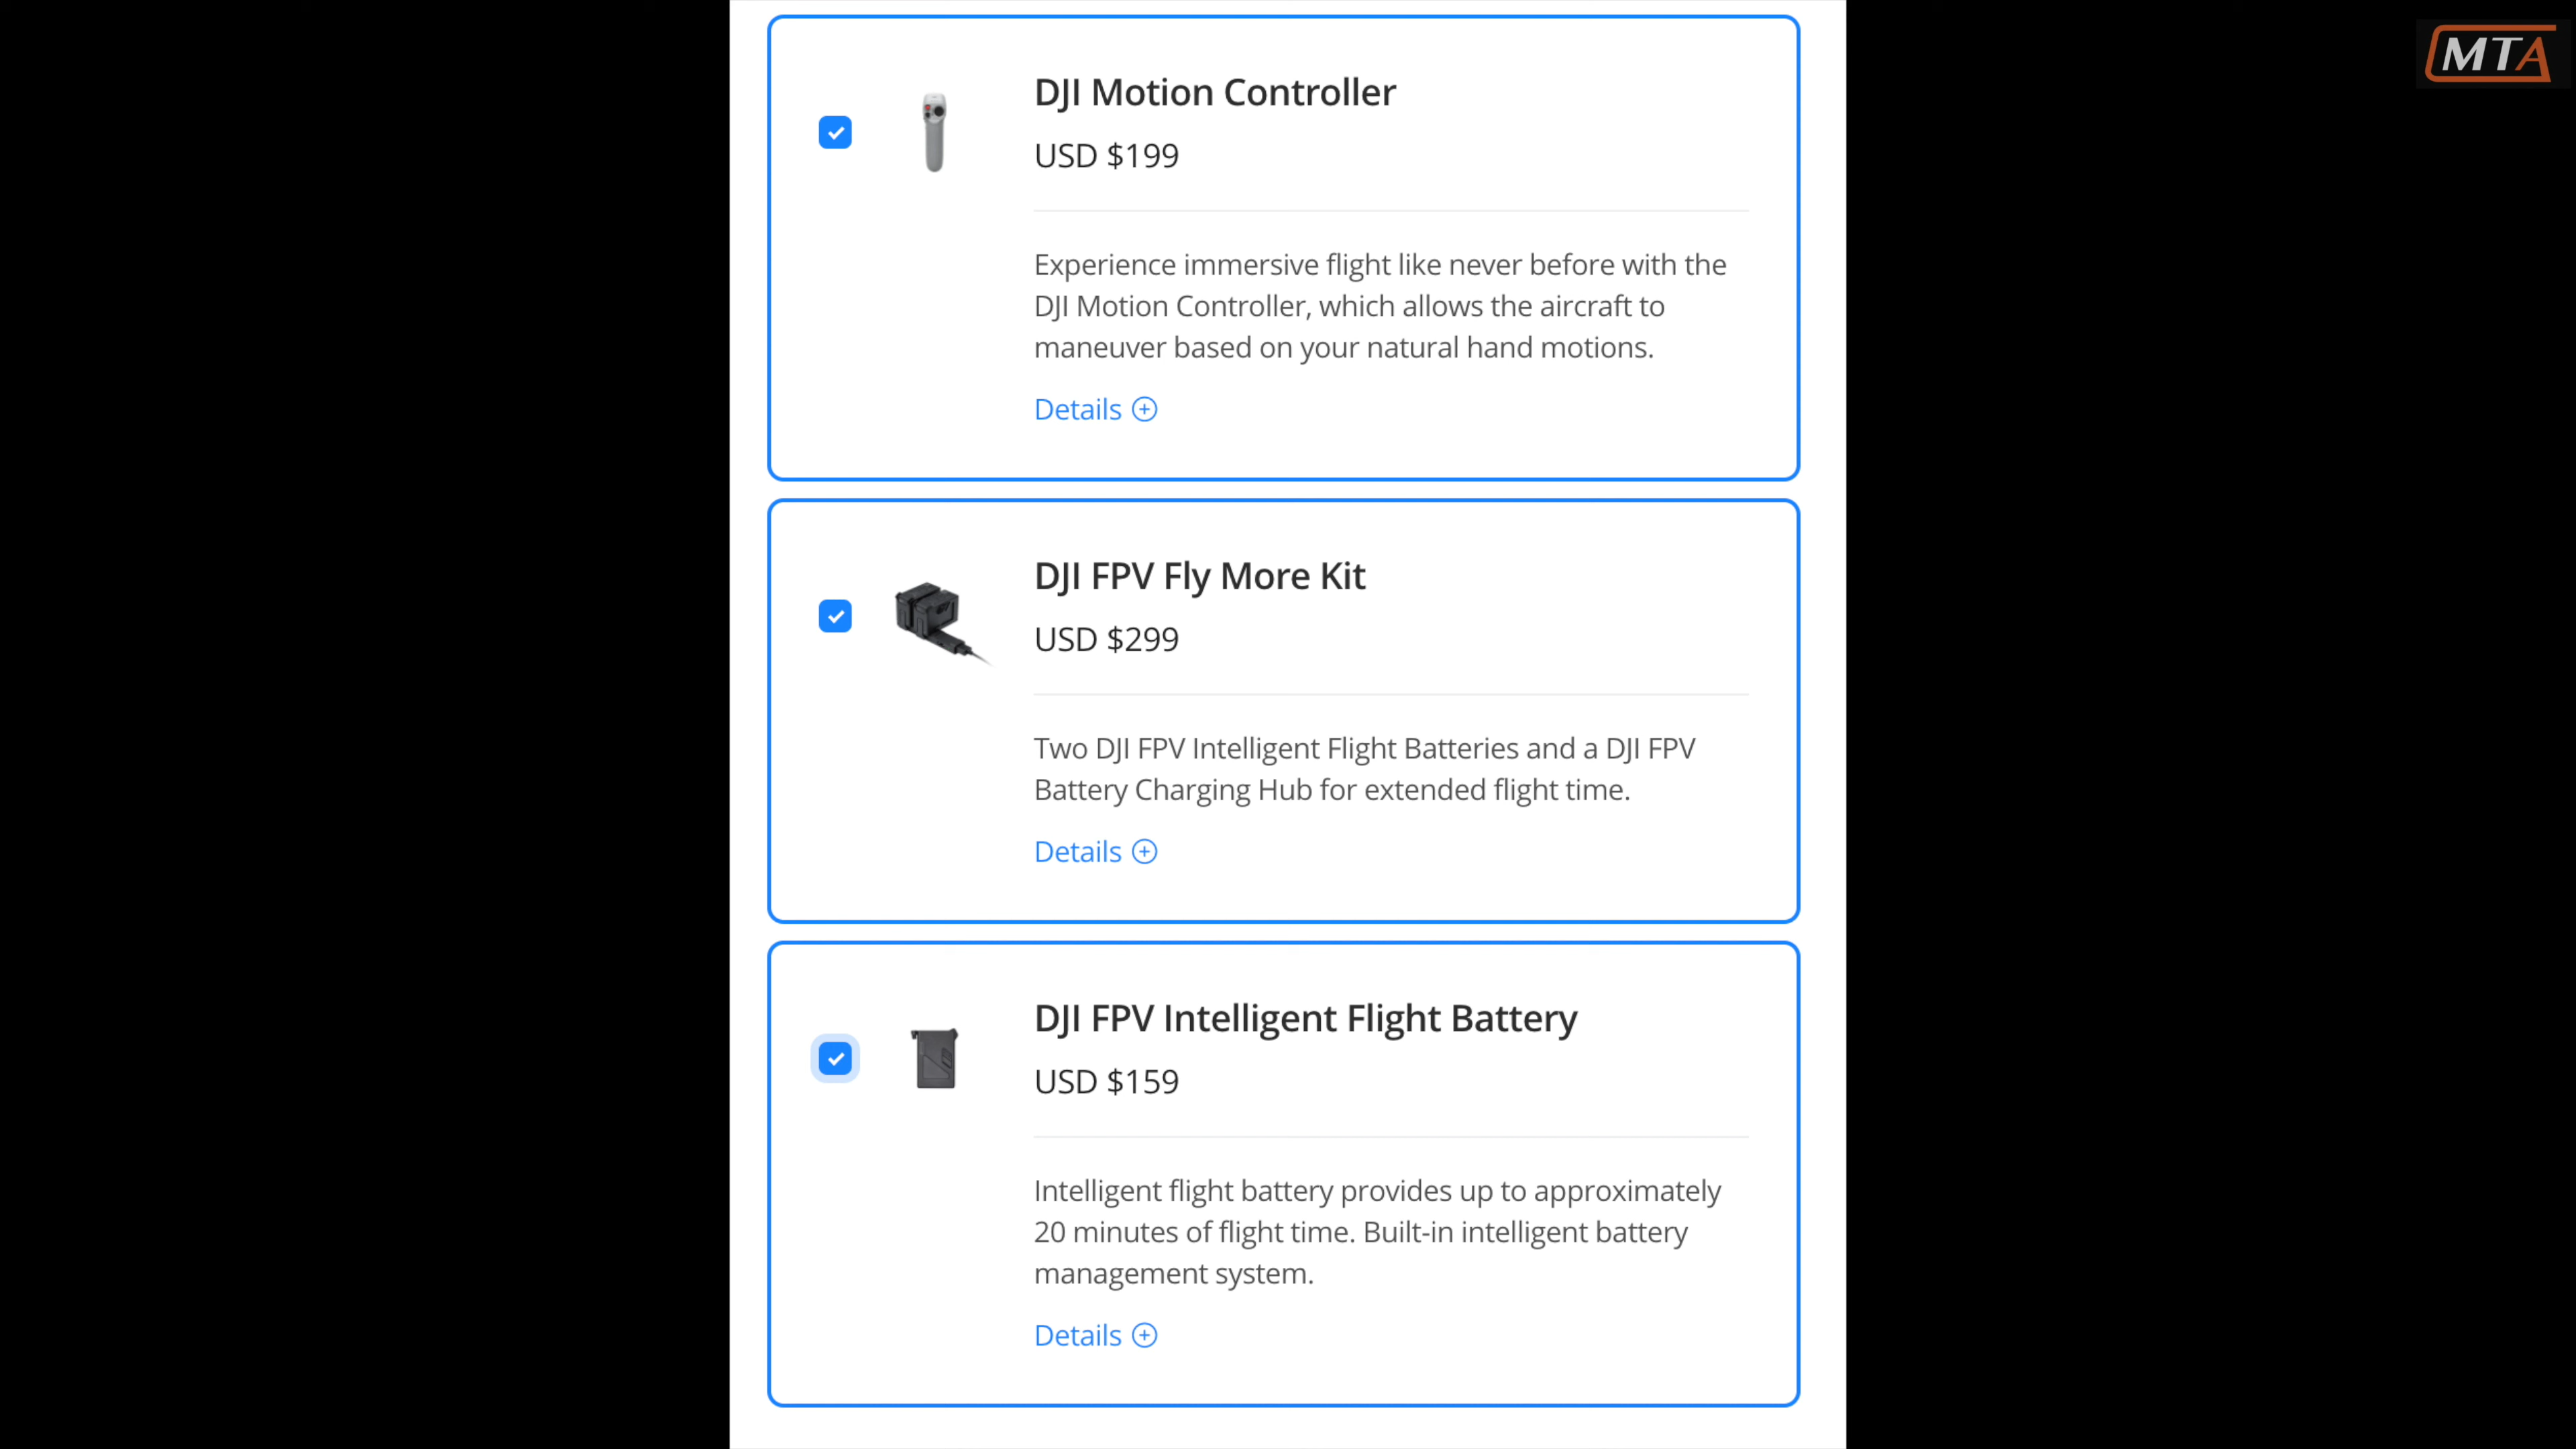 MTA
DJI Motion Controller
USD $199
Experience immersive flight like never before with the
DJI Motion Controller, which allows the aircraft to
maneuver based on your natural hand motions.
Details
DJI FPV Fly More Kit
USD $299
Two DJI FPV Intelligent Flight Batteries and a DJI FPV
Battery Charging Hub for extended flight time.
Details
DJI FPV Intelligent Flight Battery
USD $159
Intelligent flight battery provides up to approximately
20 minutes of flight time. Built-in intelligent battery
management system.
Details